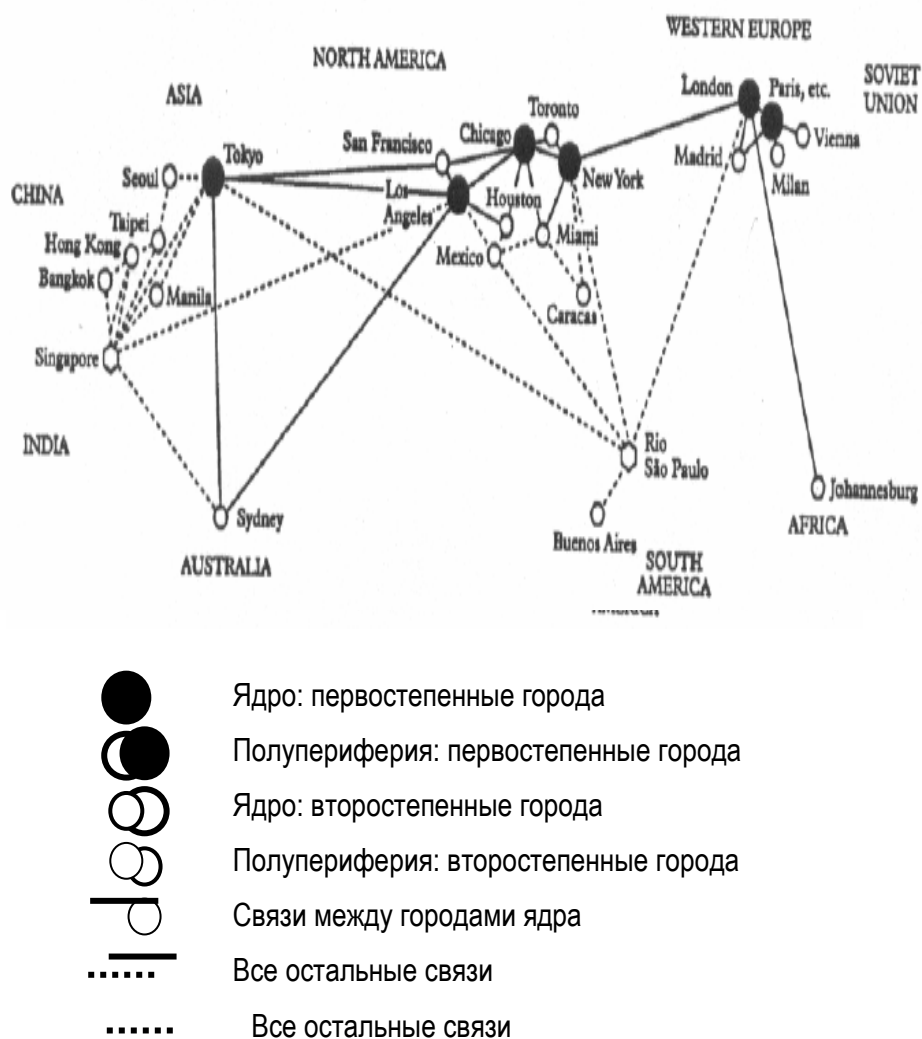 WESTERN EUROPE
NORTH AMERICA
SOVIET
UNION
ASIA
London
Paris, etc.
Toronto
Chicago
San Francisco
Tokyo
Vienna
Madrid
Milan
New York
Seoul
Los
Angeles
Houston
CHINA
Taipei
Hong Kong
Miami
Mexico
Bangkok
Manila
Caracas
Singapore
INDIA
Rio
São Paulo
Johannesburg
Sydney
AFRICA
Buenos Aires
AUSTRALIA
SOUTH
AMERICA
Ядро: первостепенные города
Полупериферия: первостепенные города
Ядро: второстепенные города
Полупериферия: второстепенные города
Связи между городами ядра
Все остальные связи
Все остальные связи